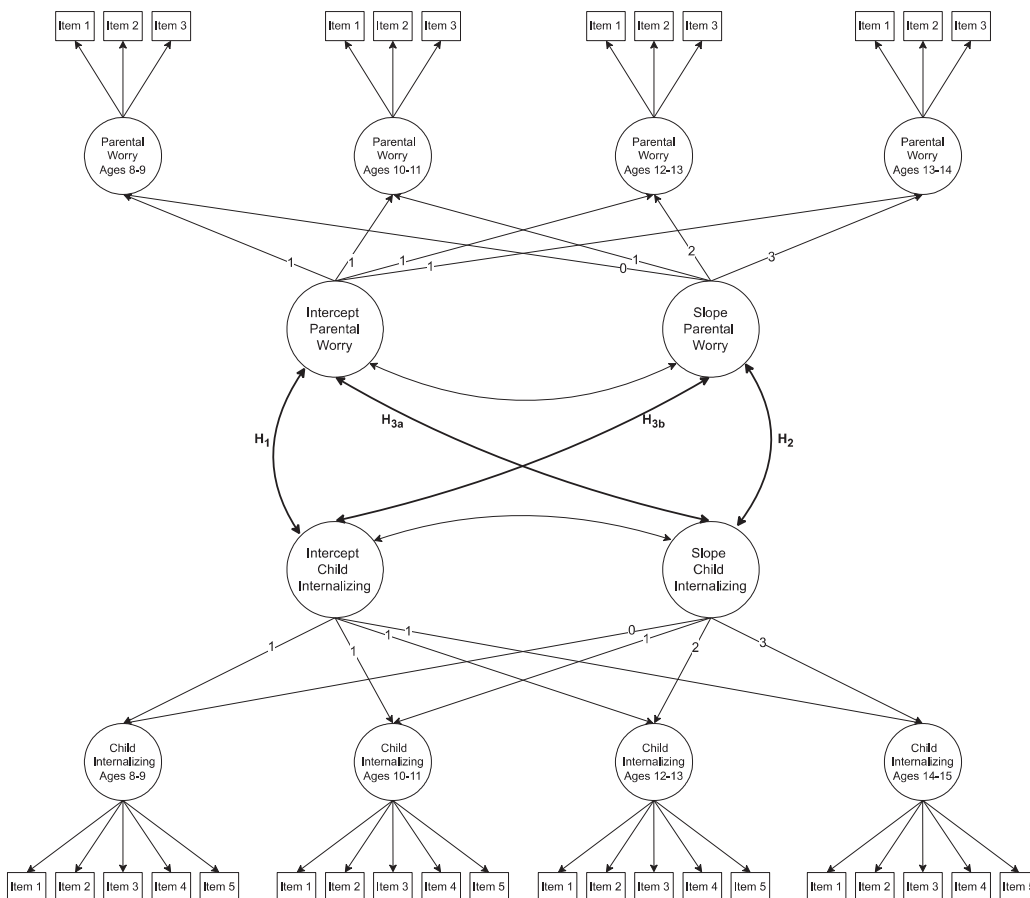 Item 1 Item 2 Item 3 Item 1 Item 2 Item 3 Item 1 Item 2 Item 3 Item 1 Item 2 Item 3
Parental
Worry
Ages 8-9
Parental
Worry
Ages 10-11
Parental
Worry
Ages 12-13
Parental
Worry
Ages 13-14
1 1 1 1 0 1 2 3
Intercept
Parental
Worry
Slope
Parental
Worry
H1
H3a
H3b
H2
Intercept
Child
Internalizing
Slope
Child
Internalizing
1 1 1 1 0 1 2 3
Child
Internalizing
Ages 8-9
Child
Internalizing
Ages 10-11
Child
Internalizing
Ages 12-13
Child
Internalizing
Ages 14-15
Item 1 Item 2 Item 3 Item 4 Item 5 Item 1 Item 2 Item 3 Item 4 Item 5 Item 1 Item 2 Item 3 Item 4 Item 5 Item 1 Item 2 Item 3 Item 4 Item 5